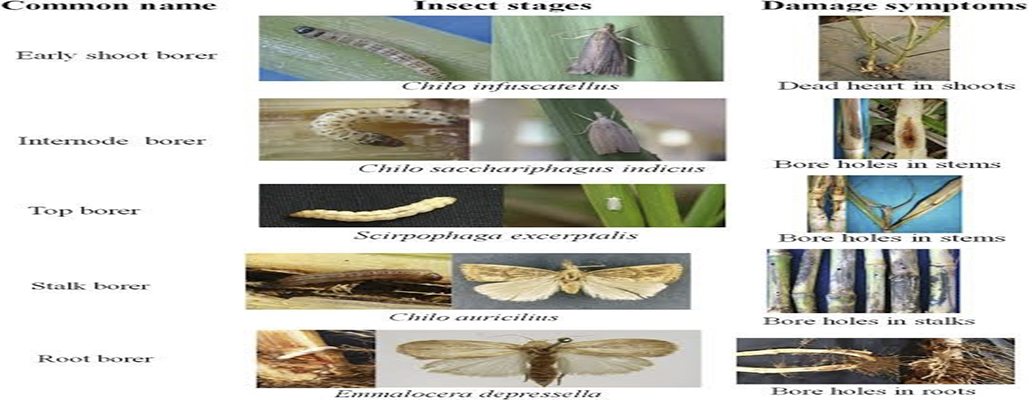 Common name Insect stages Damage symptoms
Early shoot borer
Chilo infuscatellus Dead heart in shoots
Internode borer
Chilo sacchariphagus indicus Bore holes in stems
Top borer
Scirpophaga excerptalis Bore holes in stems
Stalk borer
Chilo auricilius Bore holes in stalks
Root borer
Emmalocera depressella Bore holes in roots